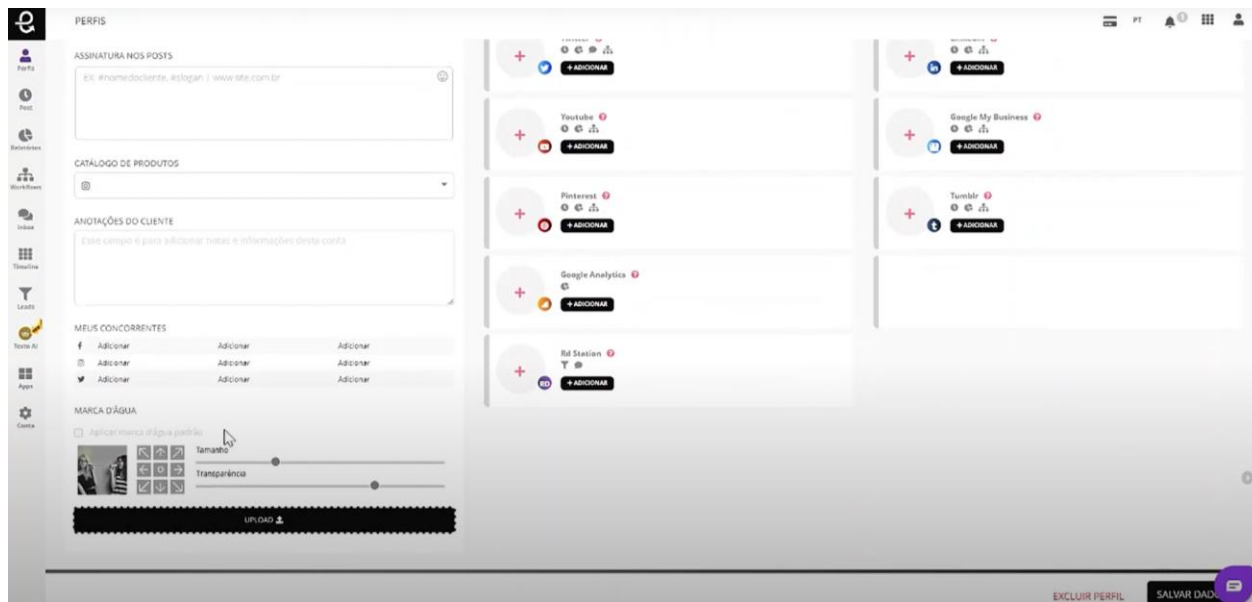 PERFIS
PT
Perfis
Post
Relatórios
Workflows
Inbox
Timeline
Leads
Texto AI
Apps
Conta
ASSINATURA NOS POSTS
EX: #nomedocliente, #slogan | www.site.com.br
CATÁLOGO DE PRODUTOS
ANOTAÇÕES DO CLIENTE
Esse campo é para adicionar notas e informações desta conta
MEUS CONCORRENTES
Adicionar Adicionar Adicionar
Adicionar Adicionar Adicionar
Adicionar Adicionar Adicionar
MARCA D'ÁGUA
Aplicar marca d'água padrão
Tamanho
Transparência
UPLOAD
+ ADICIONAR
Youtube
+ ADICIONAR
Pinterest
+ ADICIONAR
Google Analytics
+ ADICIONAR
Rd Station
RD
+ ADICIONAR
in
+ ADICIONAR
Google My Business
+ ADICIONAR
Tumblr
t
+ ADICIONAR
EXCLUIR PERFIL
SALVAR DAD